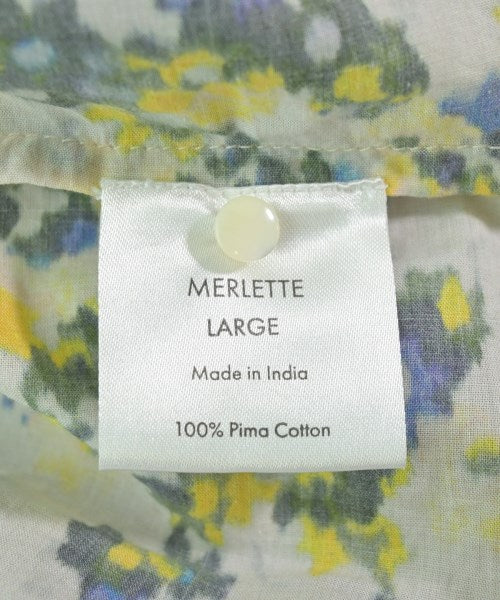 MERLETTE
LARGE
Made in India
100% Pima Cotton